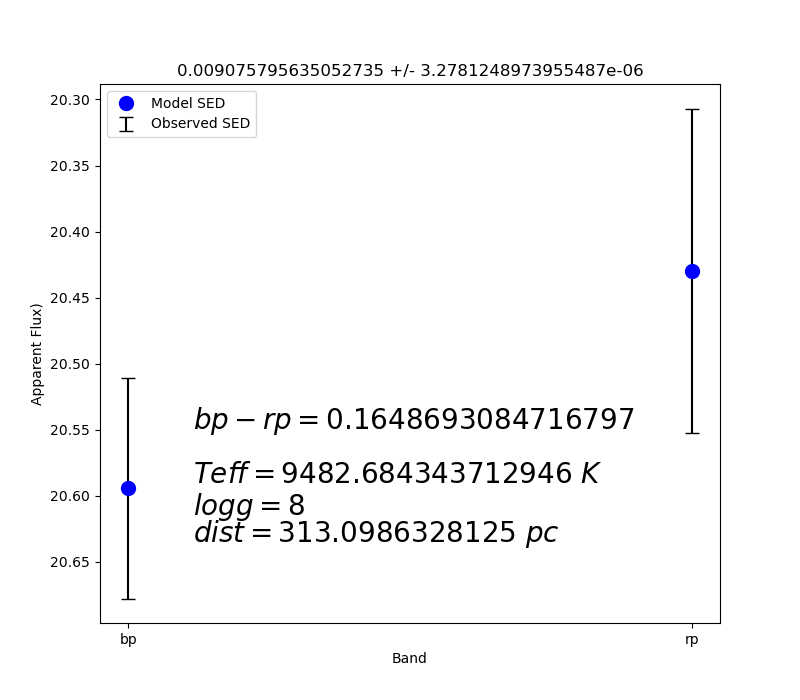 0.009075795635052735 +/- 3.2781248973955487e-06
Model SED
Observed SED
20.30
20.35
20.40
20.45
20.50
20.55
20.60
20.65
Apparent Flux)
bp − rp = 0.1648693084716797
Teff = 9482.684343712946 K
logg = 8
dist = 313.0986328125 pc
bp
rp
Band